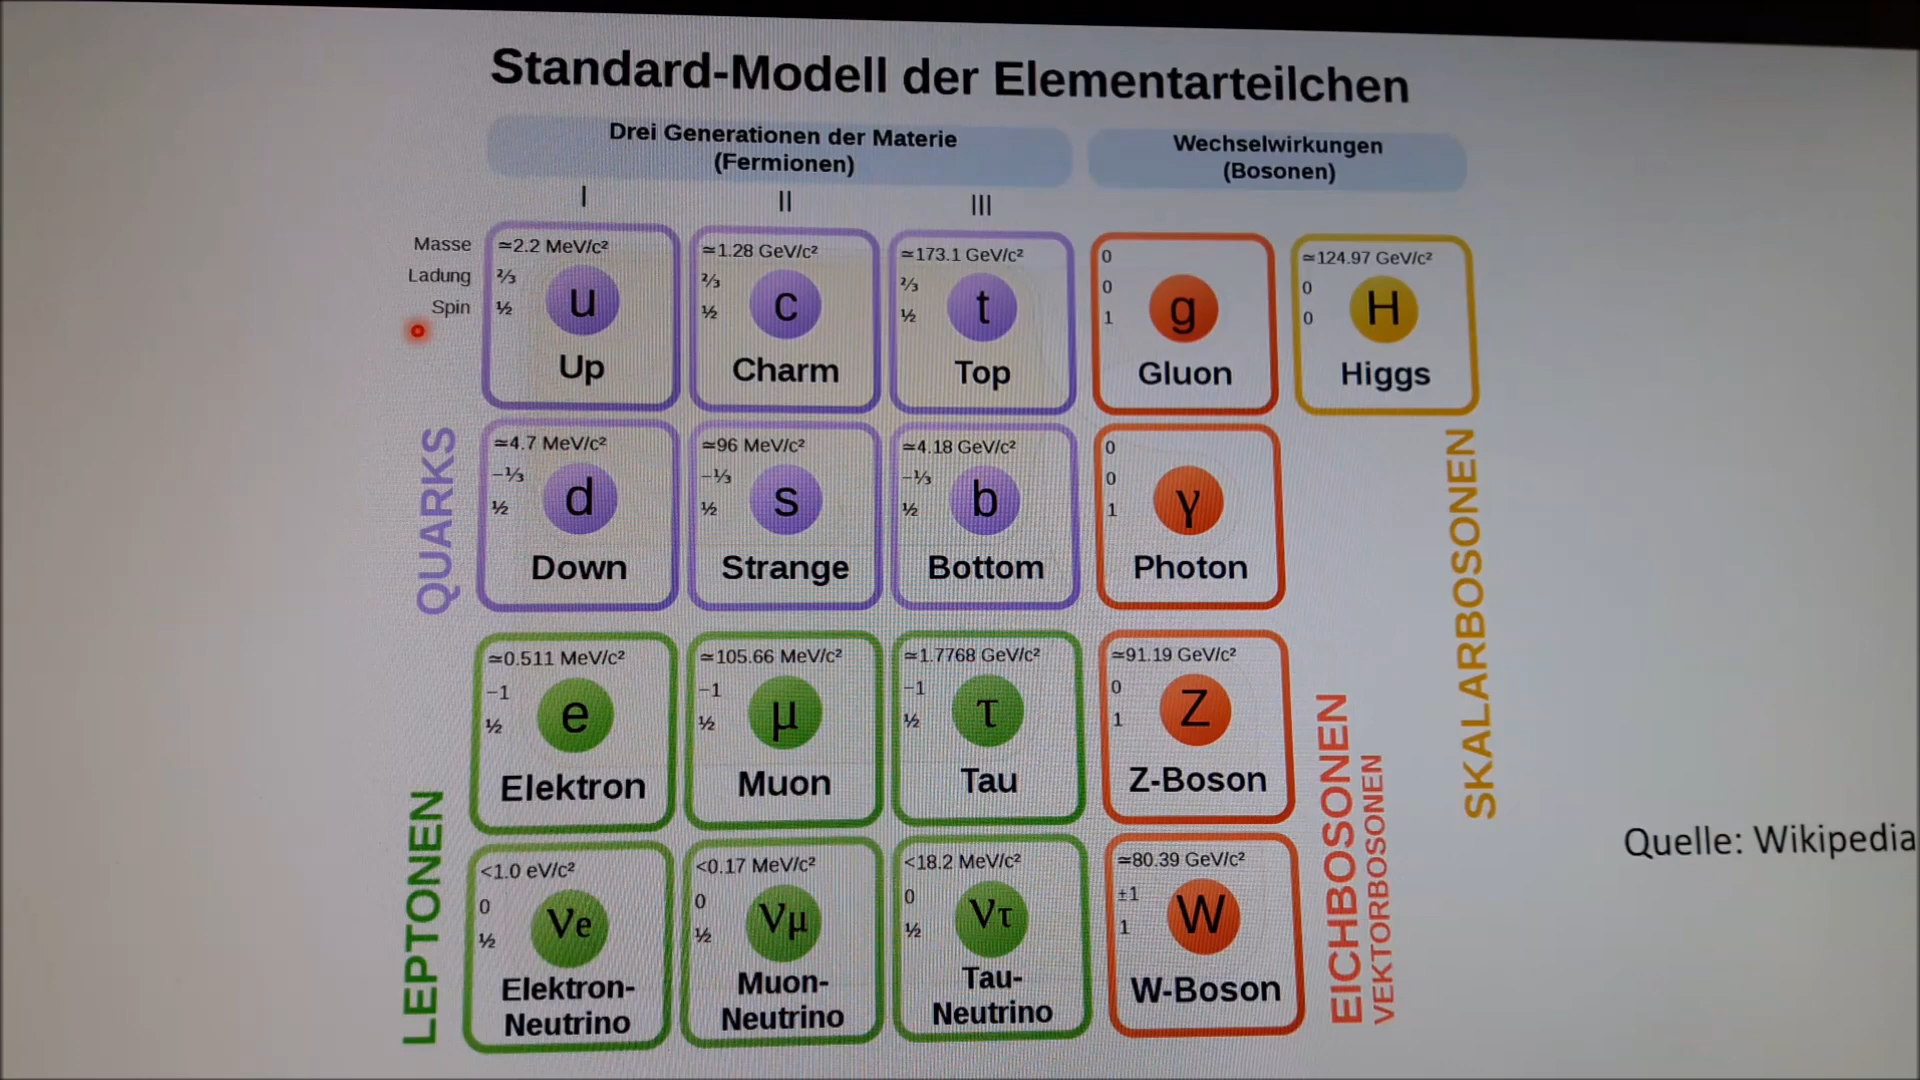 Standard-Modell der Elementarteilchen
Drei Generationen der Materie
(Fermionen)
Wechselwirkungen
(Bosonen)
I
II
III
Masse
Ladung
Spin
≃2.2 MeV/c²
⅔
½
u
Up
≃1.28 GeV/c²
⅔
½
c
Charm
≃173.1 GeV/c²
⅔
½
t
Top
0
0
1
g
Gluon
≃124.97 GeV/c²
0
0
H
Higgs
QUARKS
≃4.7 MeV/c²
−⅓
½
d
Down
≃96 MeV/c²
−⅓
½
s
Strange
≃4.18 GeV/c²
−⅓
½
b
Bottom
0
0
1
γ
Photon
SKALARBOSONEN
≃0.511 MeV/c²
−1
½
e
Elektron
≃105.66 MeV/c²
−1
½
μ
Muon
≃1.7768 GeV/c²
−1
½
τ
Tau
≃91.19 GeV/c²
0
1
Z
Z-Boson
LEPTONEN
<1.0 eV/c²
0
½
νe
Elektron-
Neutrino
<0.17 MeV/c²
0
½
νμ
Muon-
Neutrino
<18.2 MeV/c²
0
½
ντ
Tau-
Neutrino
≃80.39 GeV/c²
±1
1
W
W-Boson
EICHBOSONEN
VEKTORBOSONEN
Quelle: Wikipedia